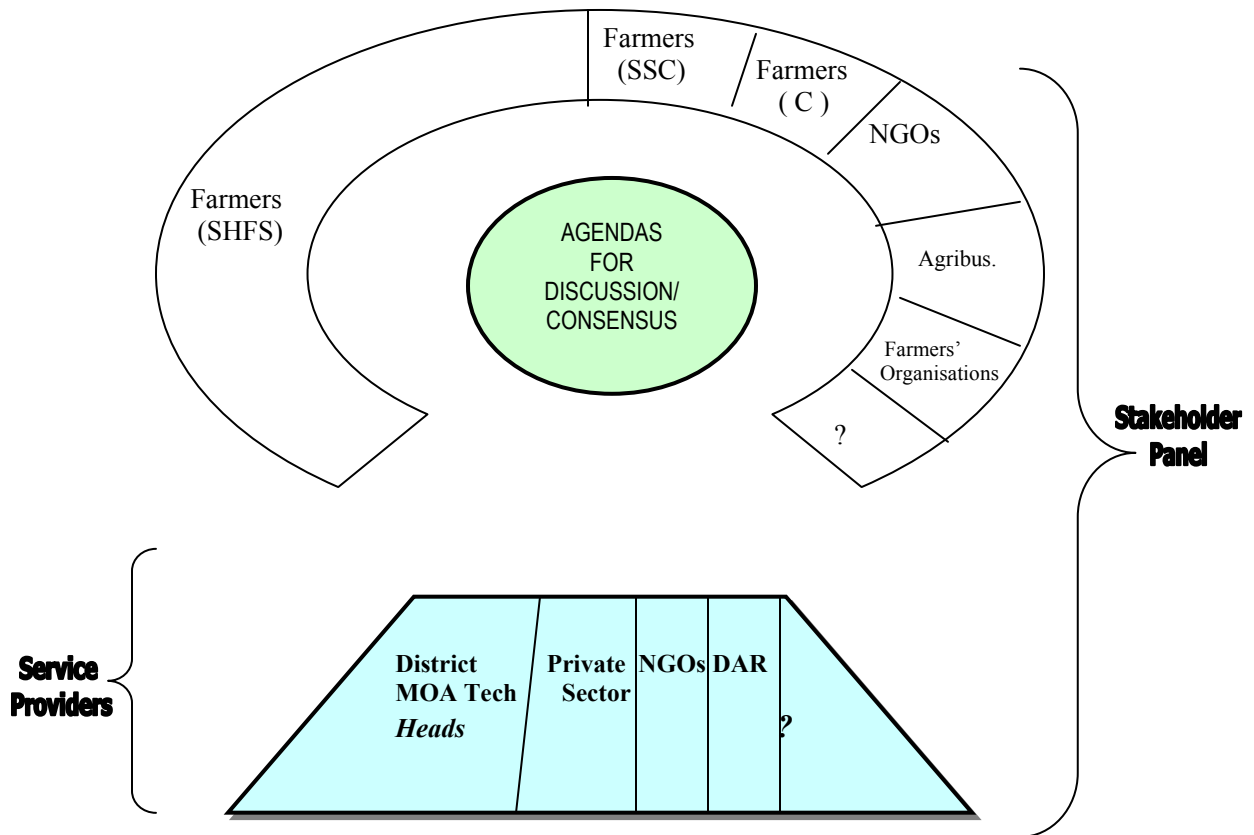 Farmers
(SSC)
Farmers
( C )
NGOs
Farmers
(SHFS)
AGENDAS
FOR
DISCUSSION/
CONSENSUS
Agribus.
Farmers’
Organisations
?
Stakeholder
Panel
Service
Providers
District
MOA Tech
Heads
Private
Sector
NGOs
DAR
?